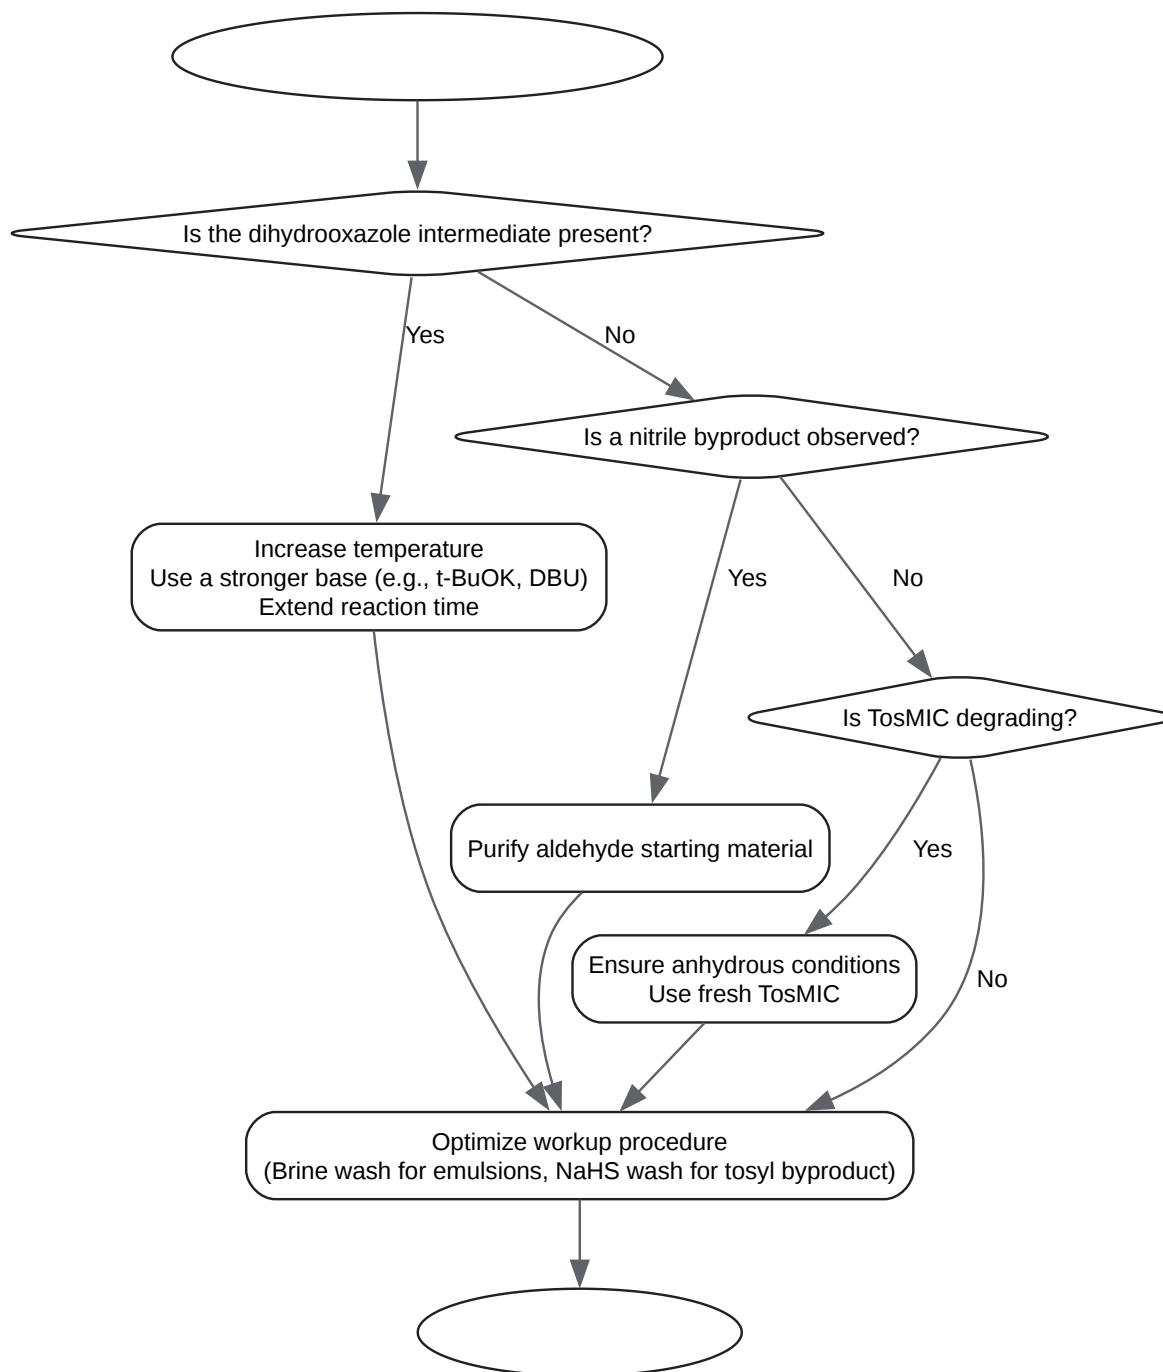 Is the dihydrooxazole intermediate present?
Yes
No
Is a nitrile byproduct observed?
Increase temperature
Use a stronger base (e.g., t-BuOK, DBU)
Extend reaction time
Yes
No
Is TosMIC degrading?
Purify aldehyde starting material
Yes
Ensure anhydrous conditions
Use fresh TosMIC
No
Optimize workup procedure
(Brine wash for emulsions, NaHS wash for tosyl byproduct)